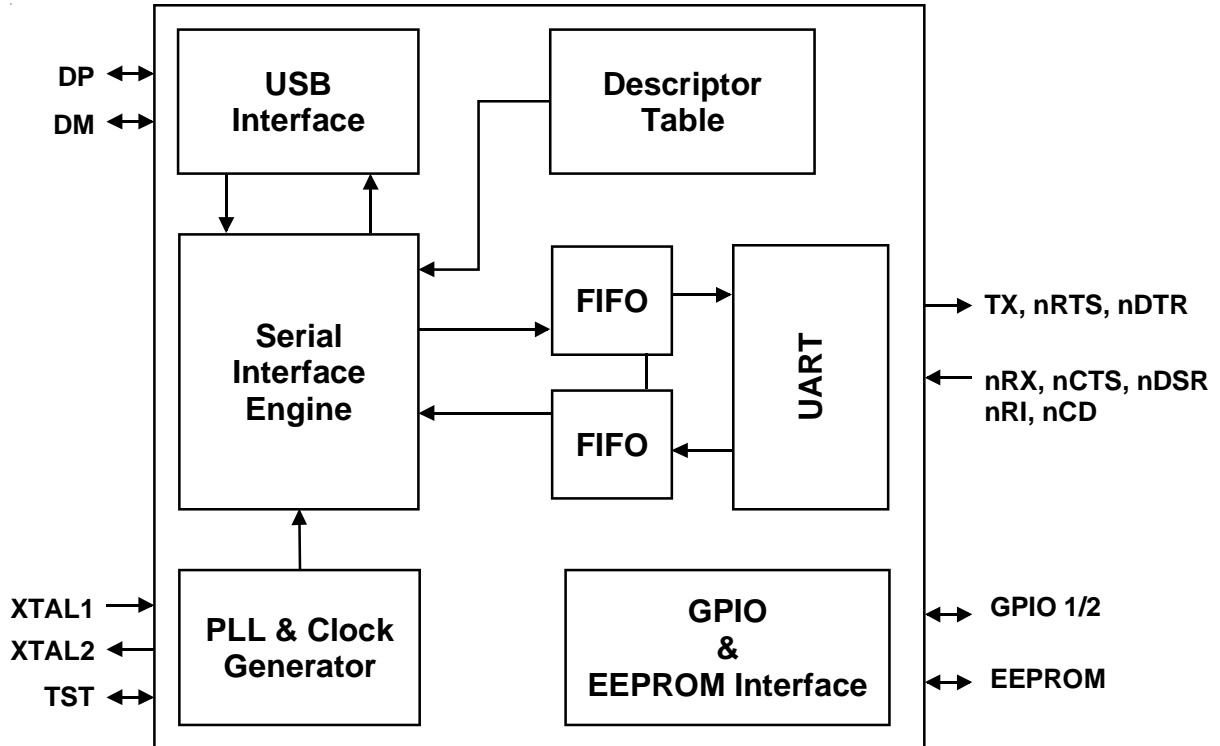 DP
DM
USB
Interface
Descriptor
Table
Serial
Interface
Engine
FIFO
FIFO
UART
TX, nRTS, nDTR
nRX, nCTS, nDSR
nRI, nCD
XTAL1
XTAL2
TST
PLL & Clock
Generator
GPIO
&
EEPROM Interface
GPIO 1/2
EEPROM